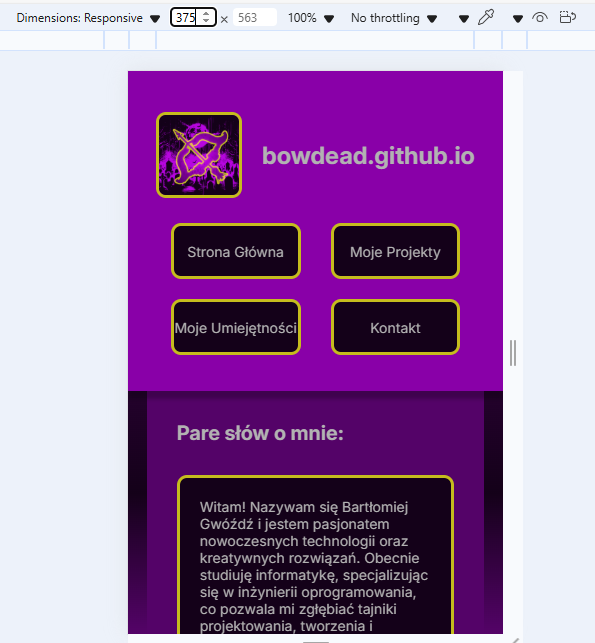 Dimensions: Responsive 375 × 563 100% No throttling
bowdead.github.io
Strona Główna Moje Projekty
Moje Umiejętności Kontakt
Pare słów o mnie:
Witam! Nazywam się Bartłomiej
Gwóźdź i jestem pasjonatem
nowoczesnych technologii oraz
kreatywnych rozwiązań. Obecnie
studiuję informatykę, specjalizując
się w inżynierii oprogramowania,
co pozwala mi zgłębiać tajniki
projektowania, tworzenia i